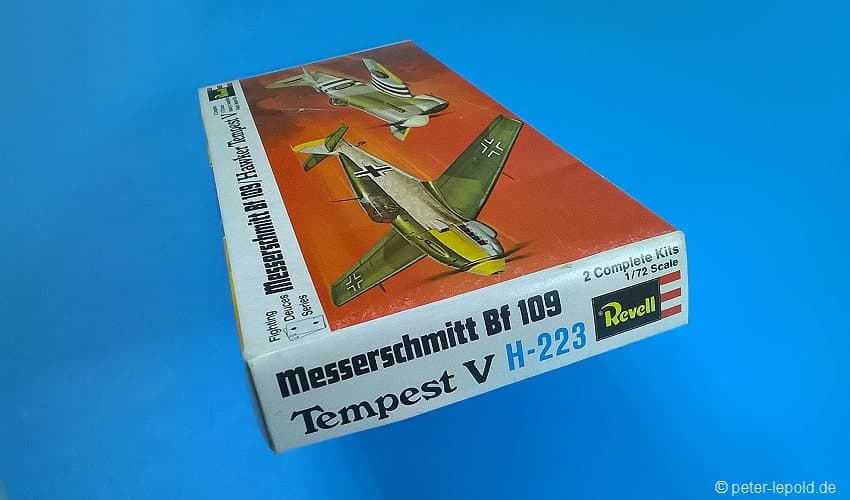 Messerschmitt Bf 109/Hawker Tempest V
Fighting
Deuces
Series
2 Complete Kits
1/72 Scale
Messerschmitt Bf 109
Tempest V
H-223
Revell
© peter-lepold.de